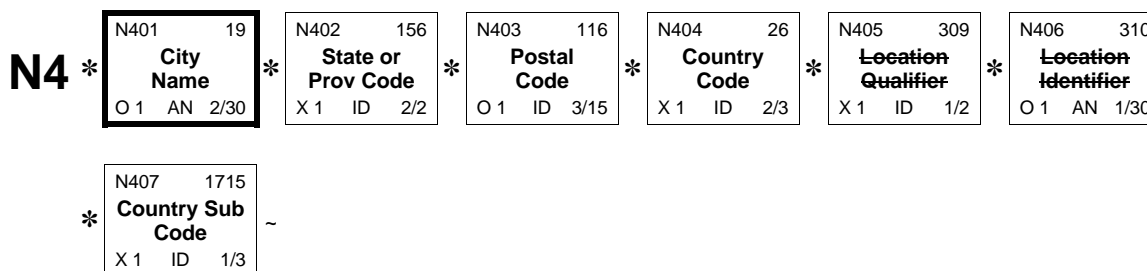 N4 * N401 19 * N402 156 * N403 116 * N404 26 * N405 309 * N406 310
City State or Postal Country Location Location
Name Prov Code Code Code Qualifier Identifier
O 1 AN 2/30 X 1 ID 2/2 O 1 ID 3/15 X 1 ID 2/3 X 1 ID 1/2 O 1 AN 1/30
* N407 1715 ~
Country Sub
Code
X 1 ID 1/3